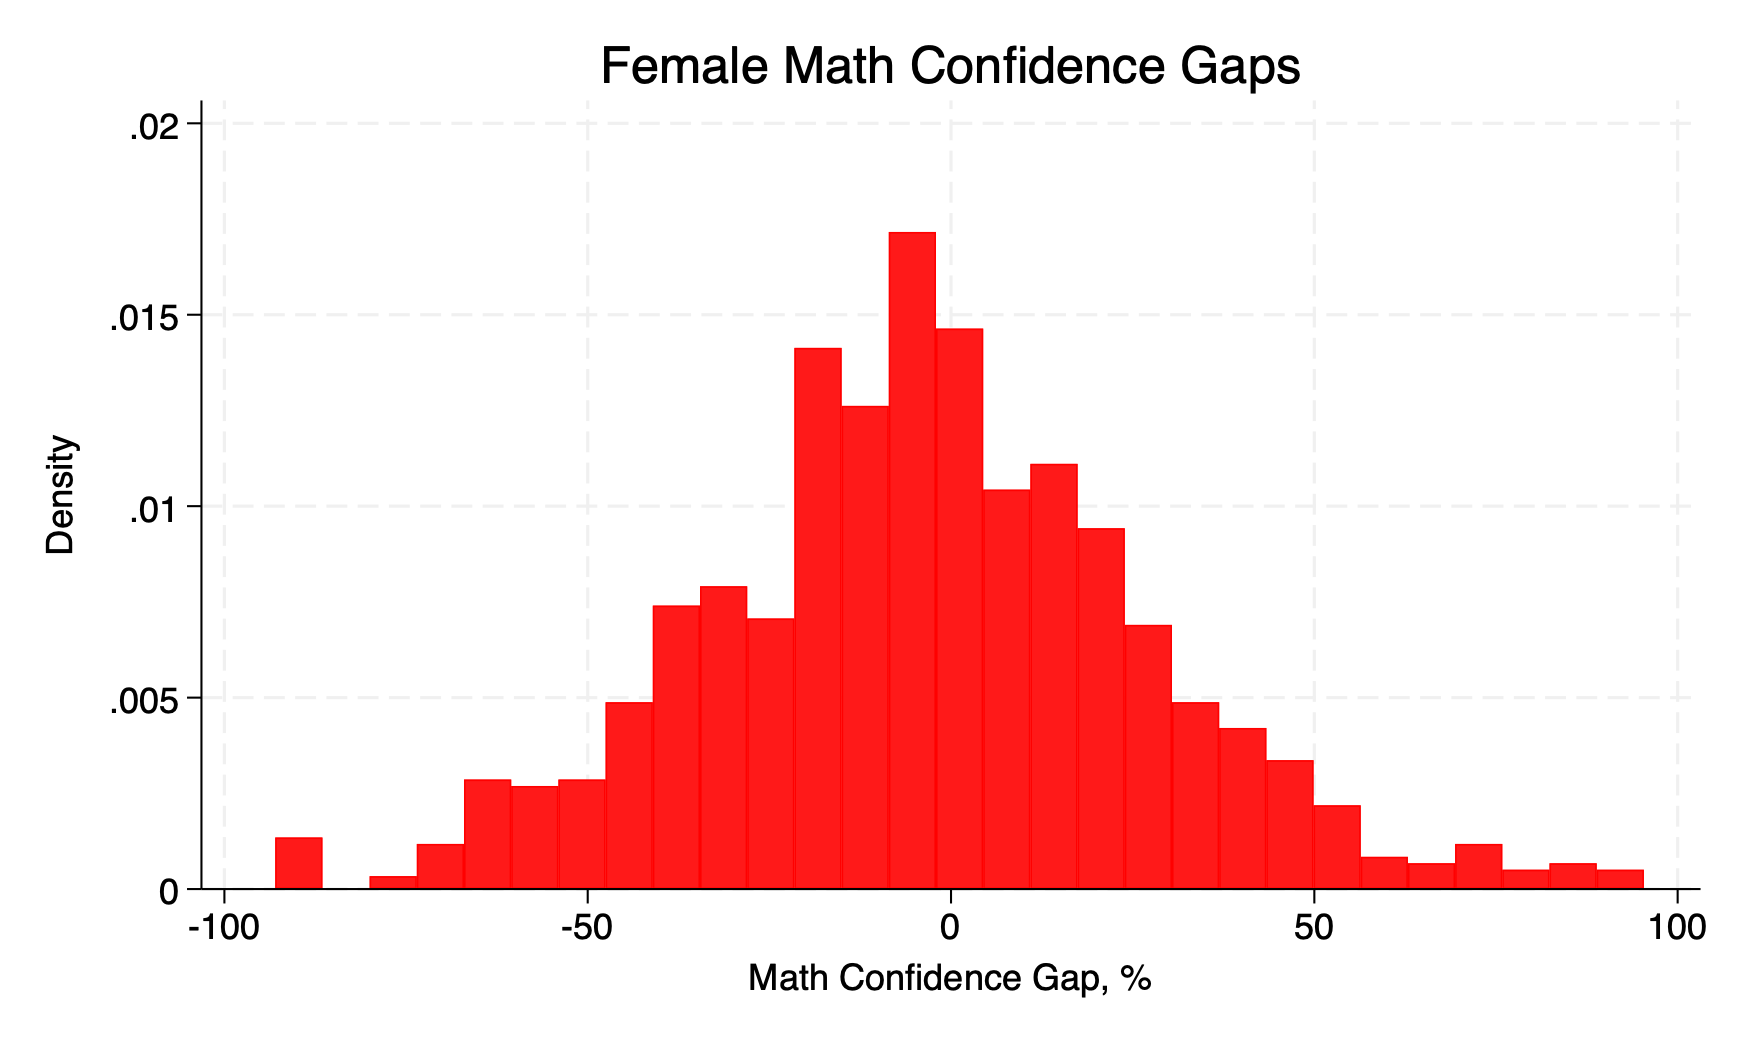 Female Math Confidence Gaps
.02
.015
.01
.005
0
Density
-100 -50 0 50 100
Math Confidence Gap, %